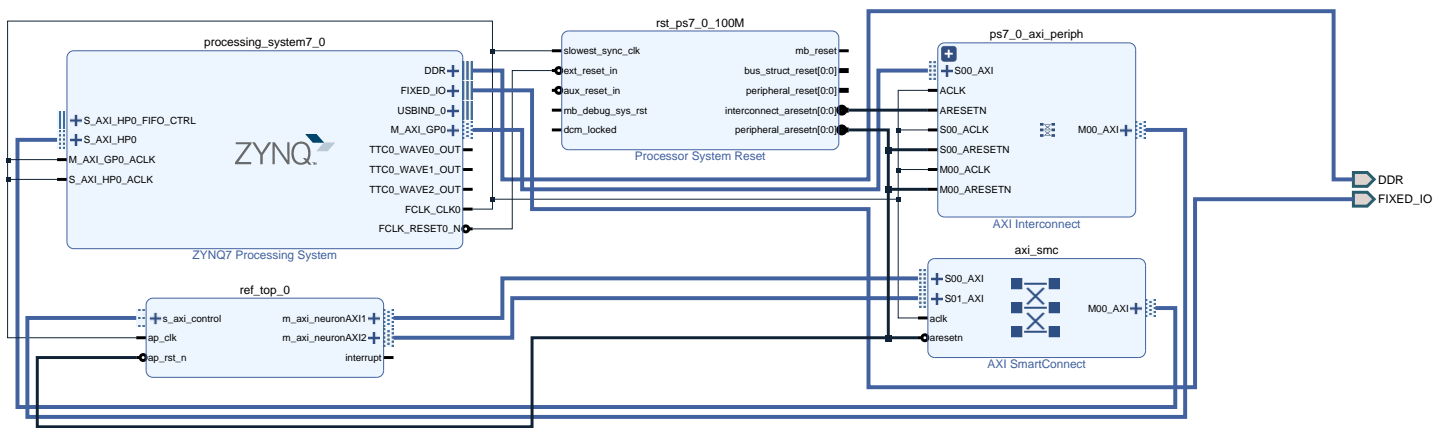 processing_system7_0
DDR
FIXED_IO
USBIND_0
M_AXI_GP0
TTC0_WAVE0_OUT
TTC0_WAVE1_OUT
TTC0_WAVE2_OUT
FCLK_CLK0
FCLK_RESET0_N
S_AXI_HP0_FIFO_CTRL
S_AXI_HP0
M_AXI_GP0_ACLK
S_AXI_HP0_ACLK
ZYNQ
ZYNQ7 Processing System
rst_ps7_0_100M
slowest_sync_clk
ext_reset_in
aux_reset_in
mb_debug_sys_rst
dcm_locked
mb_reset
bus_struct_reset[0:0]
peripheral_reset[0:0]
interconnect_aresetn[0:0]
peripheral_aresetn[0:0]
Processor System Reset
ps7_0_axi_periph
S00_AXI
ACLK
ARESETN
S00_ACLK
S00_ARESETN
M00_ACLK
M00_ARESETN
M00_AXI
AXI Interconnect
DDR
FIXED_IO
ref_top_0
s_axi_control
ap_clk
ap_rst_n
m_axi_neuronAXI1
m_axi_neuronAXI2
interrupt
axi_smc
S00_AXI
S01_AXI
aclk
aresetn
M00_AXI
AXI SmartConnect